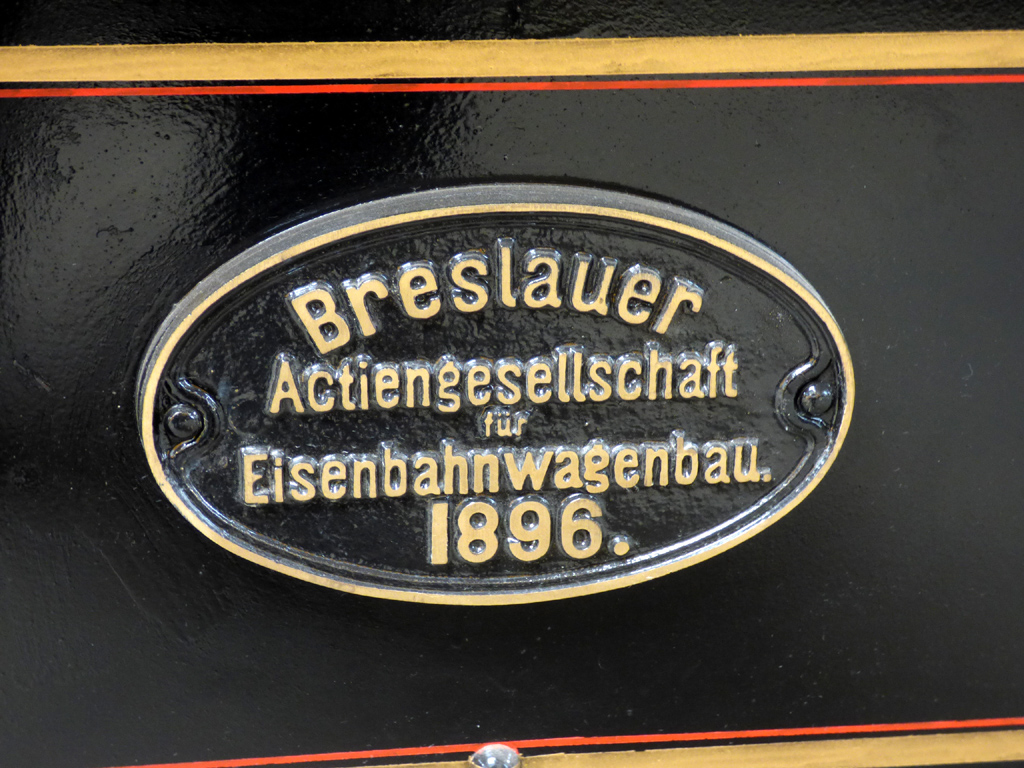 Breslauer
Actiengesellschaft
für
Eisenbahnwagenbau.
1896.